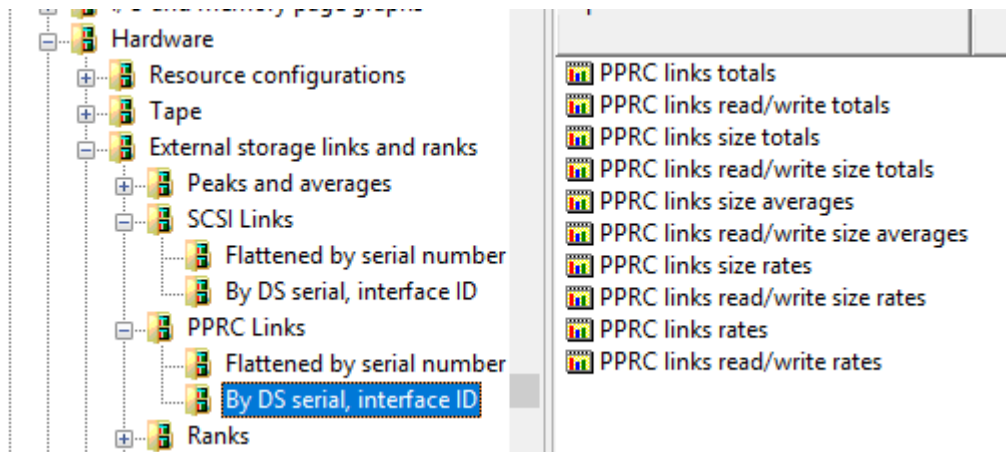 Hardware
Resource configurations
Tape
External storage links and ranks
Peaks and averages
SCSI Links
Flattened by serial number
By DS serial, interface ID
PPRC Links
Flattened by serial number
By DS serial, interface ID
Ranks
PPRC links totals
PPRC links read/write totals
PPRC links size totals
PPRC links read/write size totals
PPRC links size averages
PPRC links read/write size averages
PPRC links size rates
PPRC links read/write size rates
PPRC links rates
PPRC links read/write rates